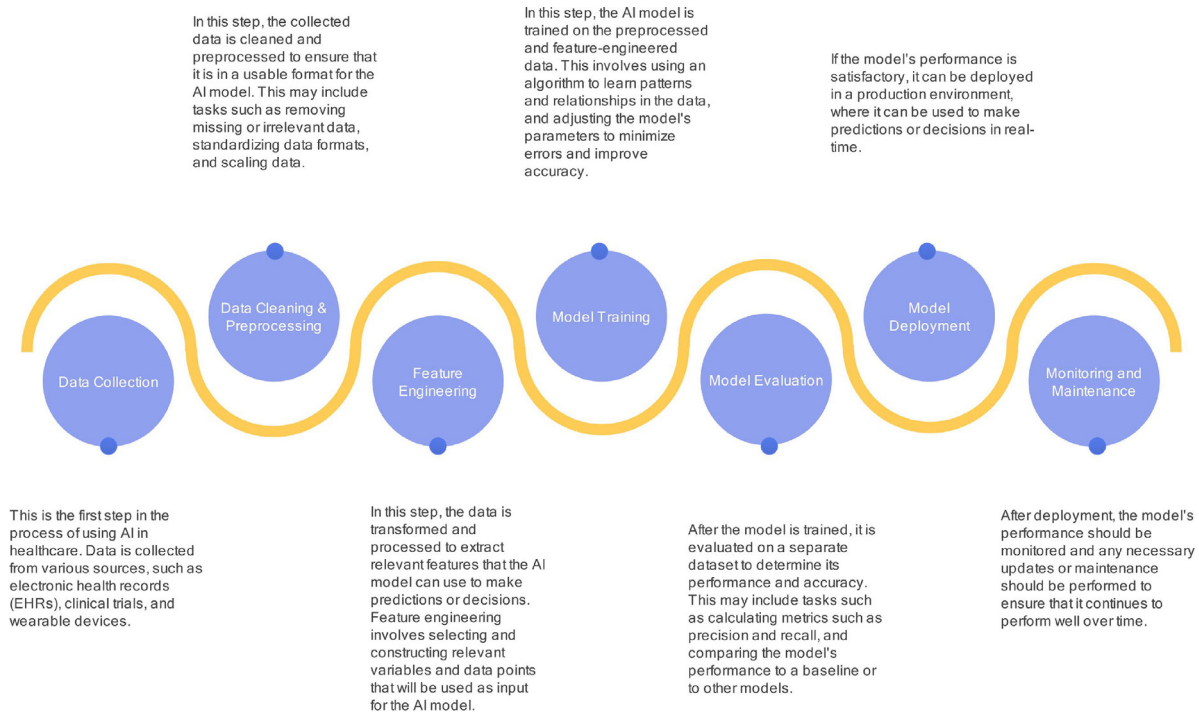 In this step, the collected
data is cleaned and
preprocessed to ensure that
it is in a usable format for the
AI model. This may include
tasks such as removing
missing or irrelevant data,
standardizing data formats,
and scaling data.
In this step, the AI model is
trained on the preprocessed
and feature-engineered
data. This involves using an
algorithm to learn patterns
and relationships in the data,
and adjusting the model's
parameters to minimize
errors and improve
accuracy.
If the model's performance is
satisfactory, it can be deployed
in a production environment,
where it can be used to make
predictions or decisions in real-
time.
Data Collection
Data Cleaning &
Preprocessing
Feature
Engineering
Model Training
Model Evaluation
Model
Deployment
Monitoring and
Maintenance
This is the first step in the
process of using AI in
healthcare. Data is collected
from various sources, such as
electronic health records
(EHRs), clinical trials, and
wearable devices.
In this step, the data is
transformed and
processed to extract
relevant features that the AI
model can use to make
predictions or decisions.
Feature engineering
involves selecting and
constructing relevant
variables and data points
that will be used as input
for the AI model.
After the model is trained, it is
evaluated on a separate
dataset to determine its
performance and accuracy.
This may include tasks such
as calculating metrics such as
precision and recall, and
comparing the model's
performance to a baseline or
to other models.
After deployment, the model's
performance should be
monitored and any necessary
updates or maintenance
should be performed to
ensure that it continues to
perform well over time.